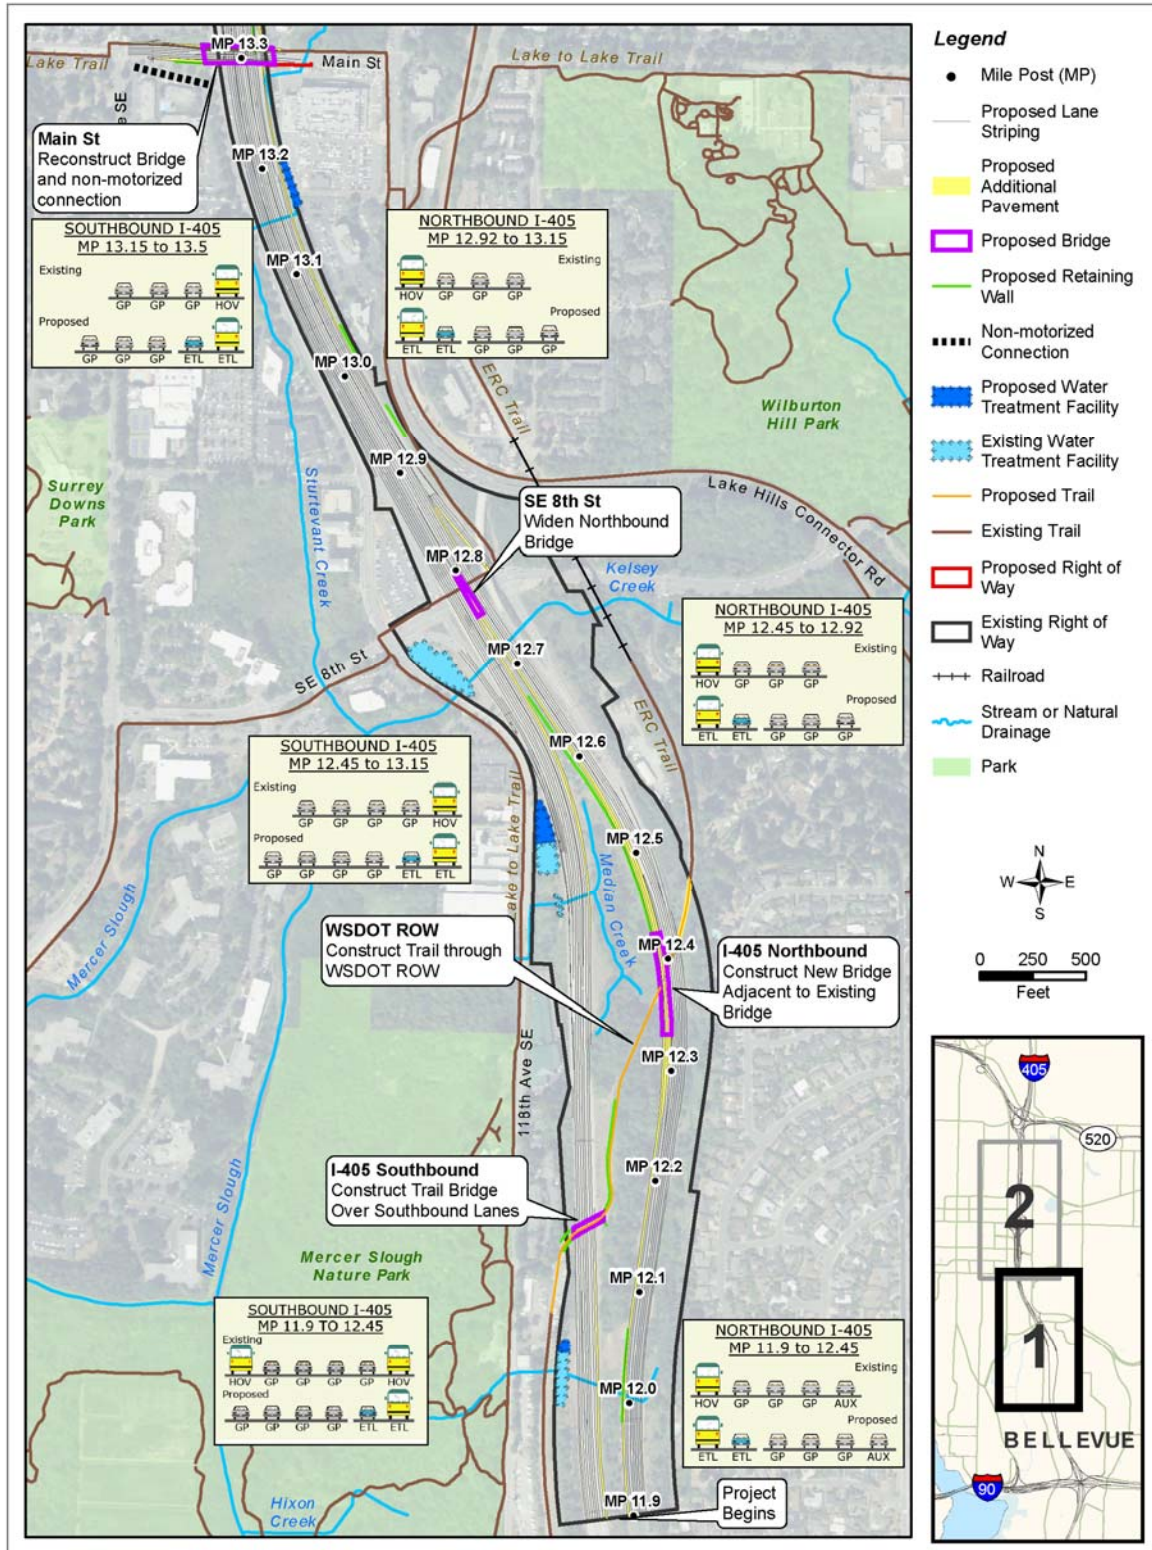 MP 13.3
Lake Trail
Main St
Lake to Lake Trail
e SE
Main St
Reconstruct Bridge
and non-motorized
connection
MP 13.2
SOUTHBOUND I-405
MP 13.15 to 13.5
Existing
GP GP GP HOV
Proposed
GP GP GP ETL ETL
NORTHBOUND I-405
MP 12.92 to 13.15
Existing
HOV GP GP GP
Proposed
ETL ETL GP GP GP
MP 13.1
MP 13.0
ERC Trail
Wilburton
Hill Park
MP 12.9
Surrey
Downs
Park
Sturtevant Creek
Lake Hills Connector Rd
SE 8th St
Widen Northbound
Bridge
MP 12.8
Kelsey
Creek
NORTHBOUND I-405
MP 12.45 to 12.92
Existing
HOV GP GP GP
Proposed
ETL ETL GP GP GP
MP 12.7
SE 8th St
ERC Trail
MP 12.6
SOUTHBOUND I-405
MP 12.45 to 13.15
Existing
GP GP GP GP HOV
Proposed
GP GP GP GP ETL ETL
Lake to Lake Trail
MP 12.5
Median Creek
Mercer Slough
WSDOT ROW
Construct Trail through
WSDOT ROW
MP 12.4
I-405 Northbound
Construct New Bridge
Adjacent to Existing
Bridge
118th Ave SE
MP 12.3
I-405 Southbound
Construct Trail Bridge
Over Southbound Lanes
MP 12.2
Mercer Slough
Mercer Slough
Nature Park
MP 12.1
SOUTHBOUND I-405
MP 11.9 TO 12.45
Existing
HOV GP GP GP GP HOV
Proposed
GP GP GP GP ETL ETL
NORTHBOUND I-405
MP 11.9 to 12.45
Existing
HOV GP GP GP AUX
Proposed
ETL ETL GP GP GP AUX
MP 12.0
Hixon
Creek
MP 11.9
Project
Begins
Legend
Mile Post (MP)
Proposed Lane
Striping
Proposed
Additional
Pavement
Proposed Bridge
Proposed Retaining
Wall
Non-motorized
Connection
Proposed Water
Treatment Facility
Existing Water
Treatment Facility
Proposed Trail
Existing Trail
Proposed Right of
Way
Existing Right of
Way
Railroad
Stream or Natural
Drainage
Park
N
W E
S
0 250 500
Feet
405
520
2
1
BELLEVUE
90